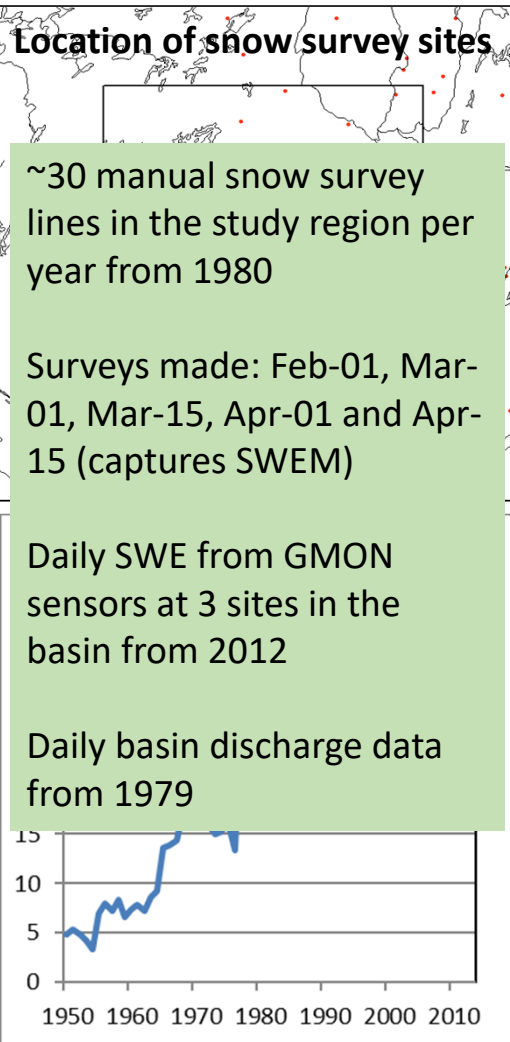 Location of snow survey sites
~30 manual snow survey
lines in the study region per
year from 1980
Surveys made: Feb-01, Mar-
01, Mar-15, Apr-01 and Apr-
15 (captures SWEM)
Daily SWE from GMON
sensors at 3 sites in the
basin from 2012
Daily basin discharge data
from 1979
15
10
5
0
1950 1960 1970 1980 1990 2000 2010